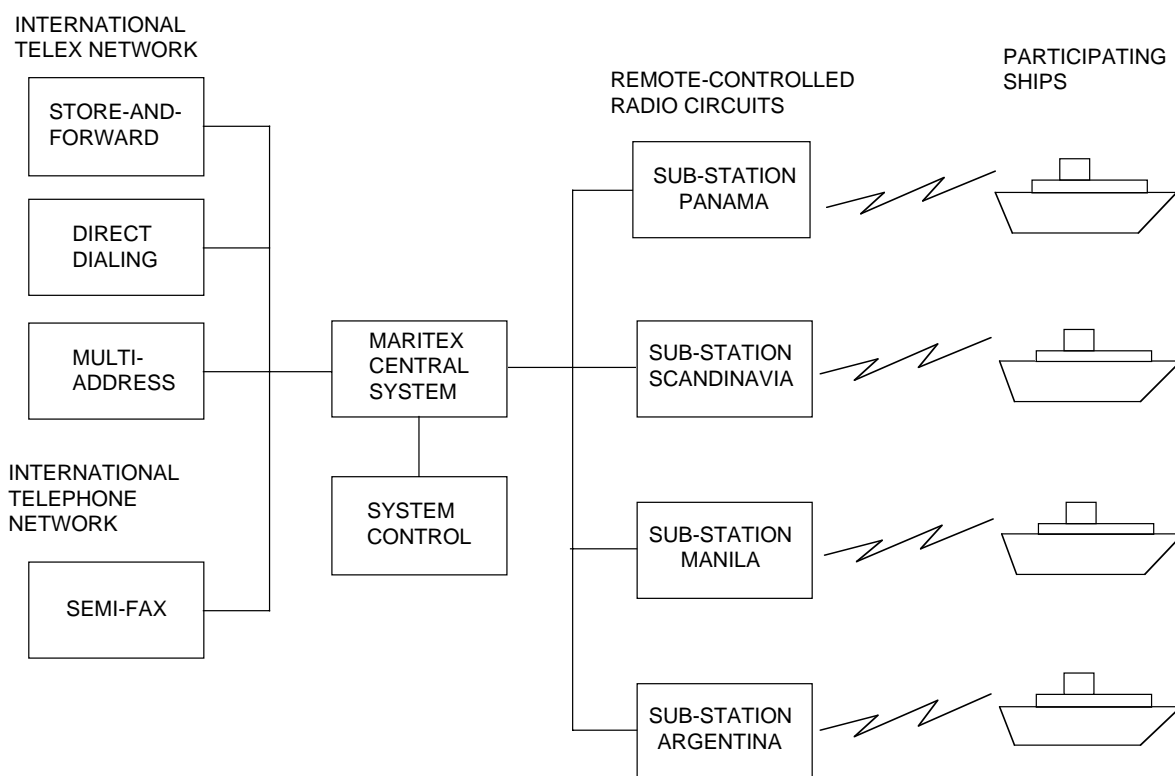 INTERNATIONAL
TELEX NETWORK
STORE-AND-
FORWARD
DIRECT
DIALING
MULTI-
ADDRESS
INTERNATIONAL
TELEPHONE
NETWORK
SEMI-FAX
MARITEX
CENTRAL
SYSTEM
SYSTEM
CONTROL
REMOTE-CONTROLLED
RADIO CIRCUITS
SUB-STATION
PANAMA
SUB-STATION
SCANDINAVIA
SUB-STATION
MANILA
SUB-STATION
ARGENTINA
PARTICIPATING
SHIPS